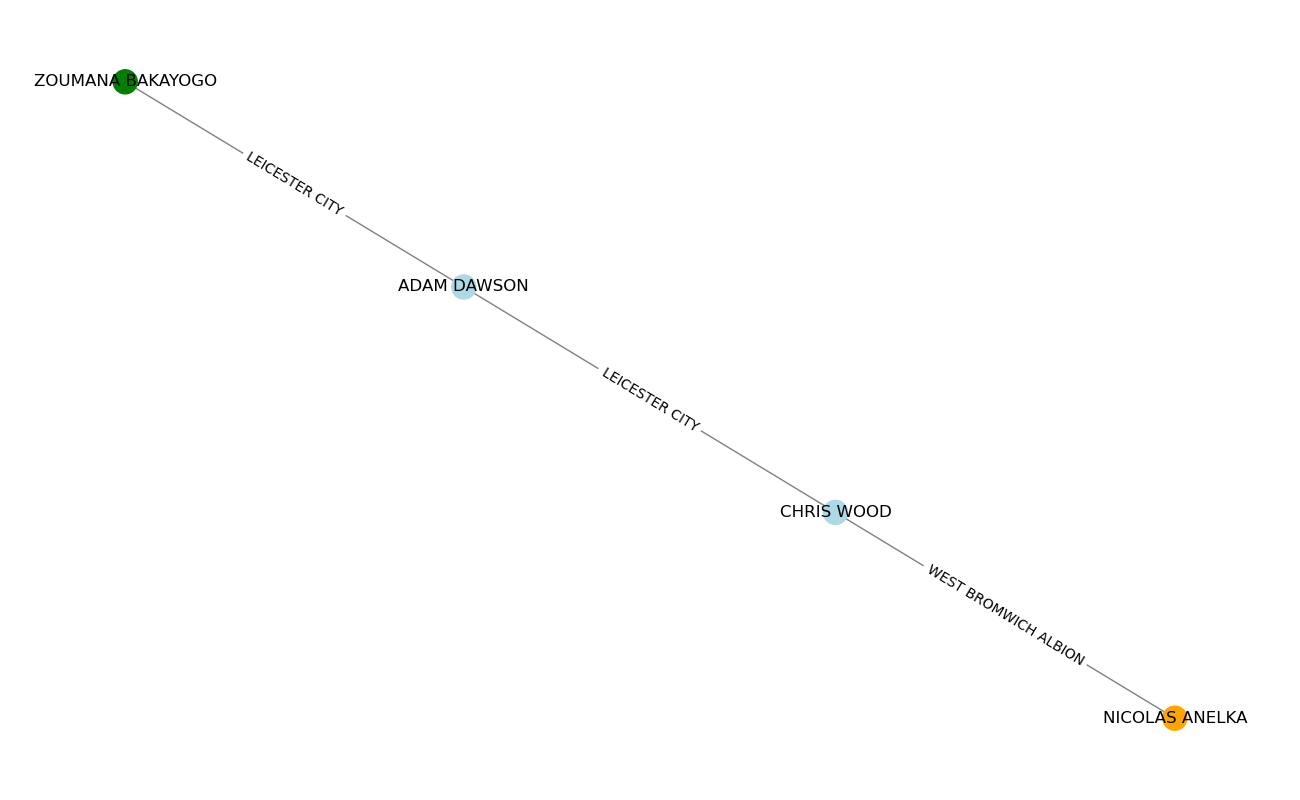 ZOUMANA BAKAYOGO
LEICESTER CITY
ADAM DAWSON
LEICESTER CITY
CHRIS WOOD
WEST BROMWICH ALBION
NICOLAS ANELKA